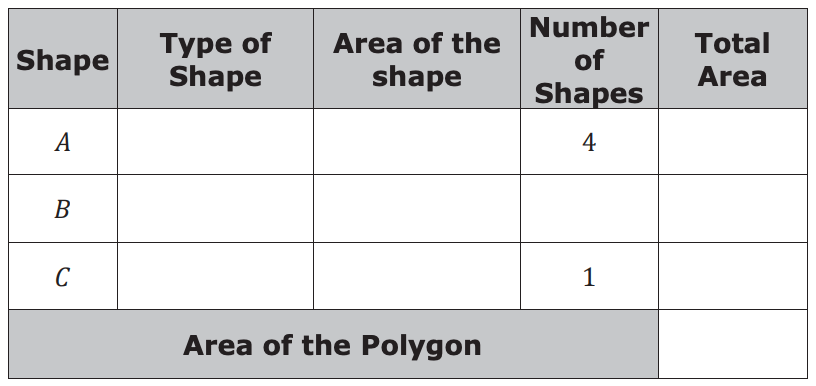 Shape
Type of
Shape
Area of the
shape
Number
of
Shapes
Total
Area
A
4
B
C
1
Area of the Polygon